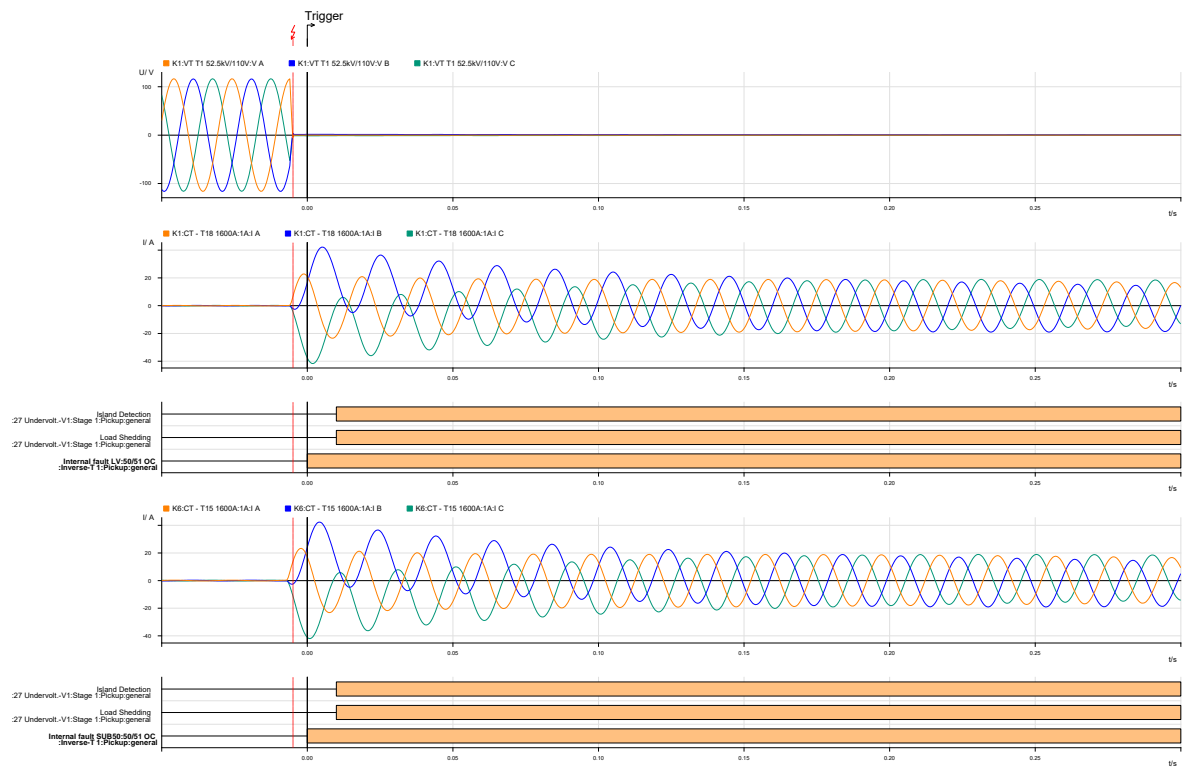 Trigger
K1:VT T1 52.5kV/110V:V A K1:VT T1 52.5kV/110V:V B K1:VT T1 52.5kV/110V:V C
U/ V
100
0
-100
0.00 0.05 0.10 0.15 0.20 0.25
t/s
K1:CT - T18 1600A:1A:I A K1:CT - T18 1600A:1A:I B K1:CT - T18 1600A:1A:I C
I/ A
20
0
-20
-40
0.00 0.05 0.10 0.15 0.20 0.25
t/s
Island Detection
:27 Undervolt.-V1:Stage 1:Pickup:general
Load Shedding
:27 Undervolt.-V1:Stage 1:Pickup:general
Internal fault LV:50/51 OC
:Inverse-T 1:Pickup:general
0.00 0.05 0.10 0.15 0.20 0.25
t/s
K6:CT - T15 1600A:1A:I A K6:CT - T15 1600A:1A:I B K6:CT - T15 1600A:1A:I C
I/ A
20
0
-20
-40
0.00 0.05 0.10 0.15 0.20 0.25
t/s
Island Detection
:27 Undervolt.-V1:Stage 1:Pickup:general
Load Shedding
:27 Undervolt.-V1:Stage 1:Pickup:general
Internal fault SUB50:50/51 OC
:Inverse-T 1:Pickup:general
0.00 0.05 0.10 0.15 0.20 0.25
t/s